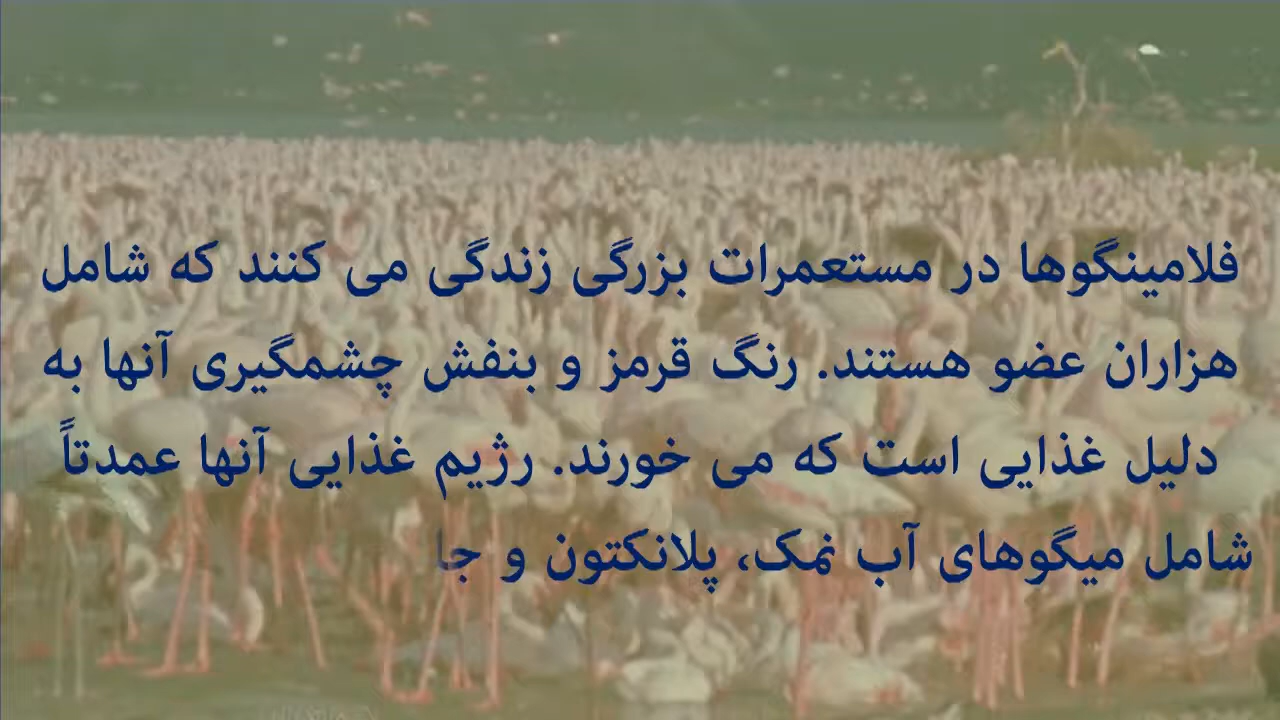 فلامینگوها در مستعمرات بزرگی زندگی می کنند که شامل
هزاران عضو هستند. رنگ قرمز و بنفش چشمگیری آنها به
دلیل غذایی است که می خورند. رژیم غذایی آنها عمدتاً
شامل میگوهای آب نمک، پلانکتون و جا